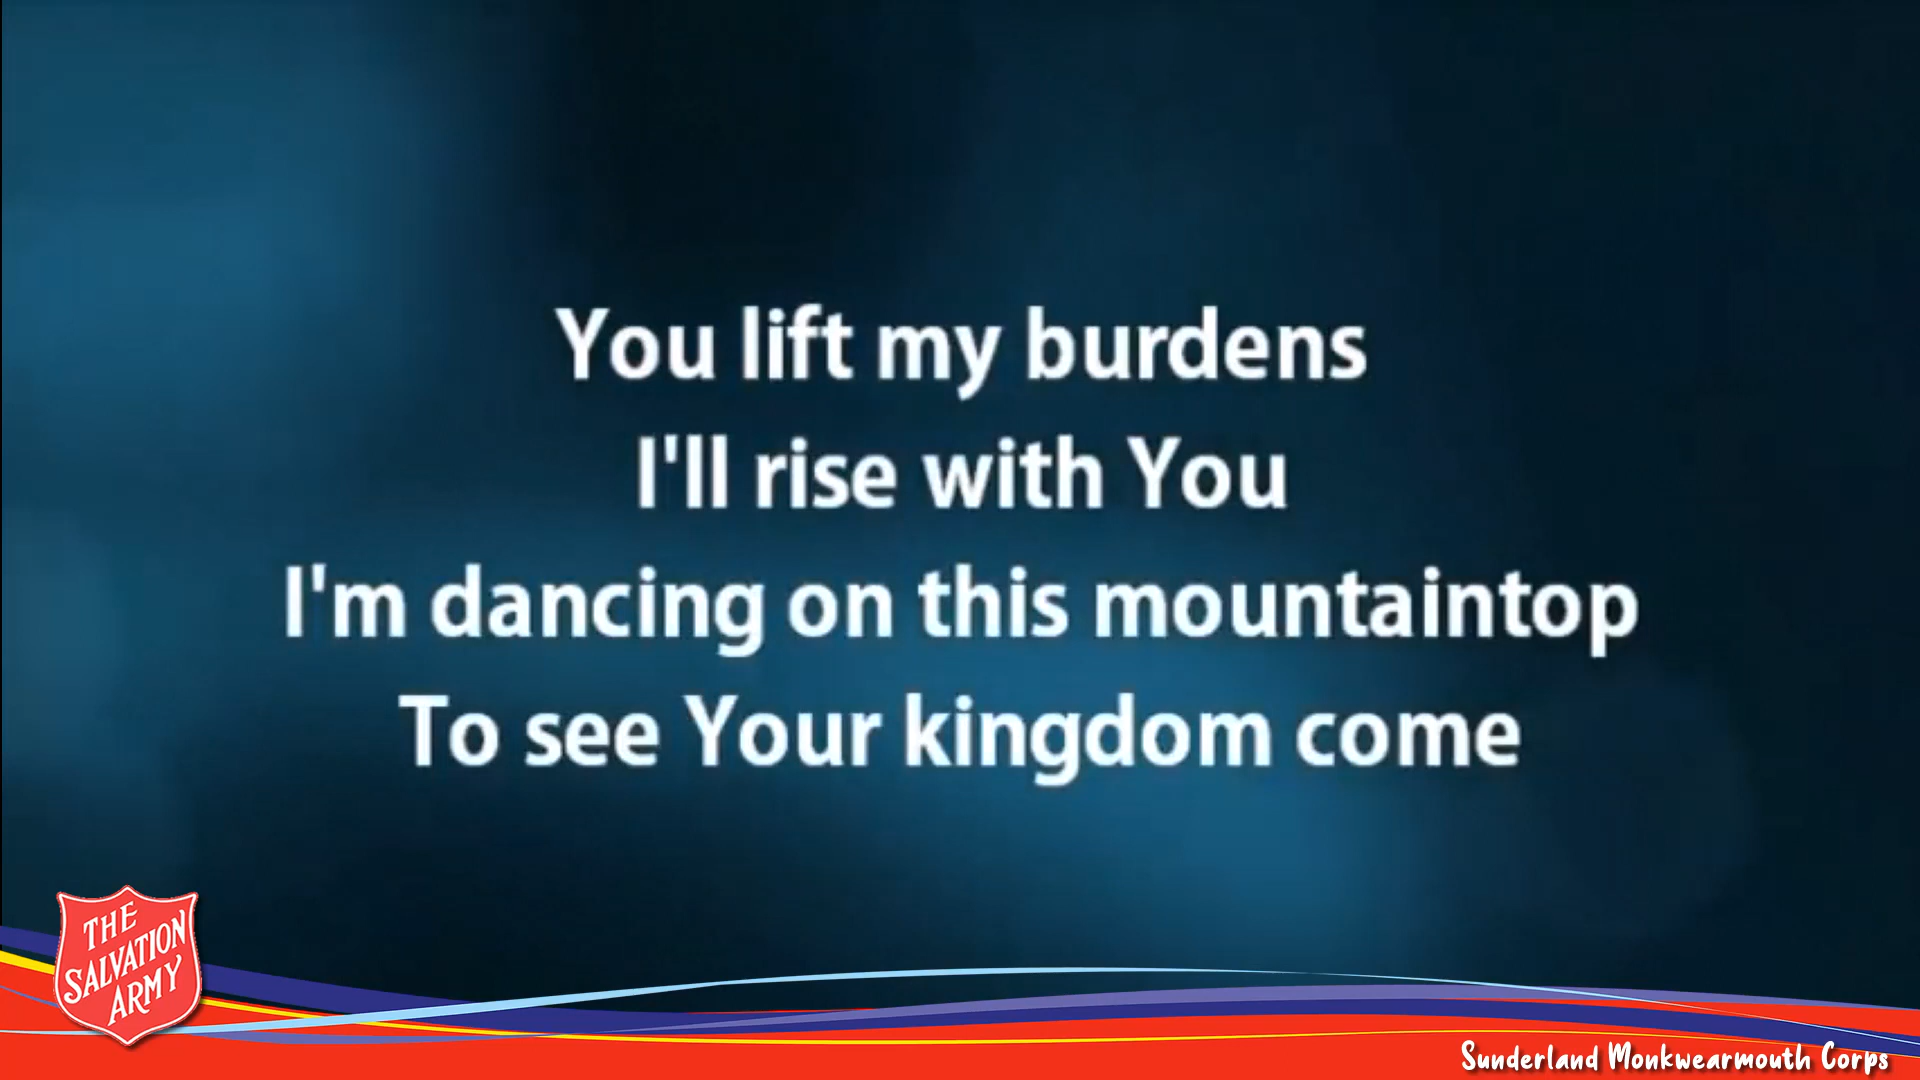 You lift my burdens
I'll rise with You
I'm dancing on this mountaintop
To see Your kingdom come
THE
SALVATION
ARMY
Sunderland Monkwearmouth Corps